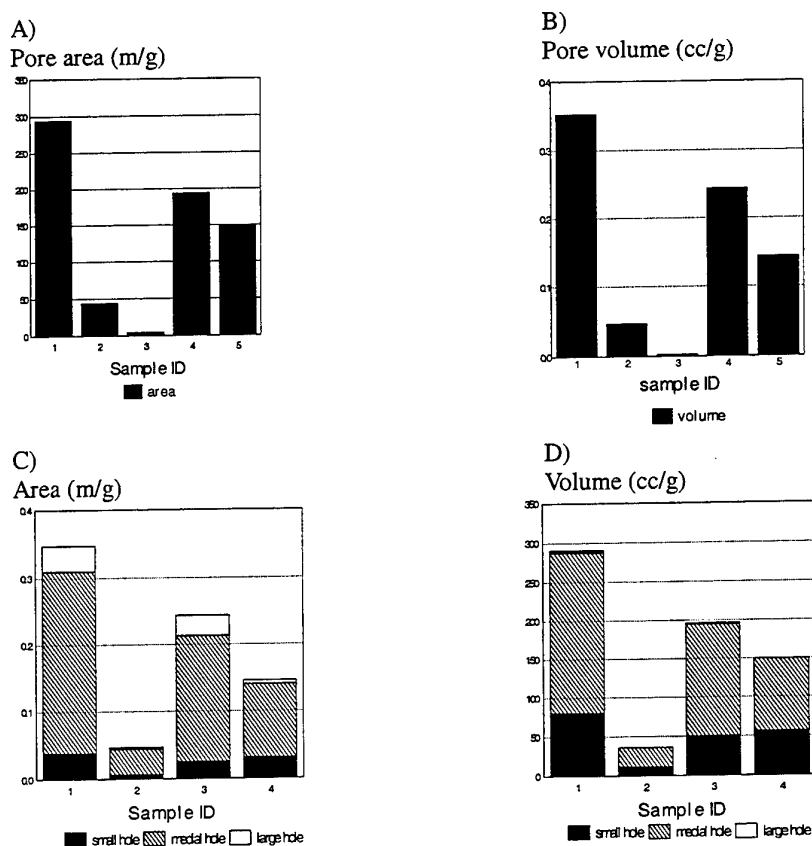 A)
Pore area (m/g)
350
300
250
200
150
100
50
0
1 2 3 4 5
Sample ID
area
B)
Pore volume (cc/g)
0.4
0.3
0.2
0.1
0.0
1 2 3 4 5
sample ID
volume
C)
Area (m/g)
0.4
0.3
0.2
0.1
0.0
1 2 3 4
Sample ID
small hole medial hole large hole
D)
Volume (cc/g)
350
300
250
200
150
100
50
0
1 2 3 4
Sample ID
small hole medial hole large hole